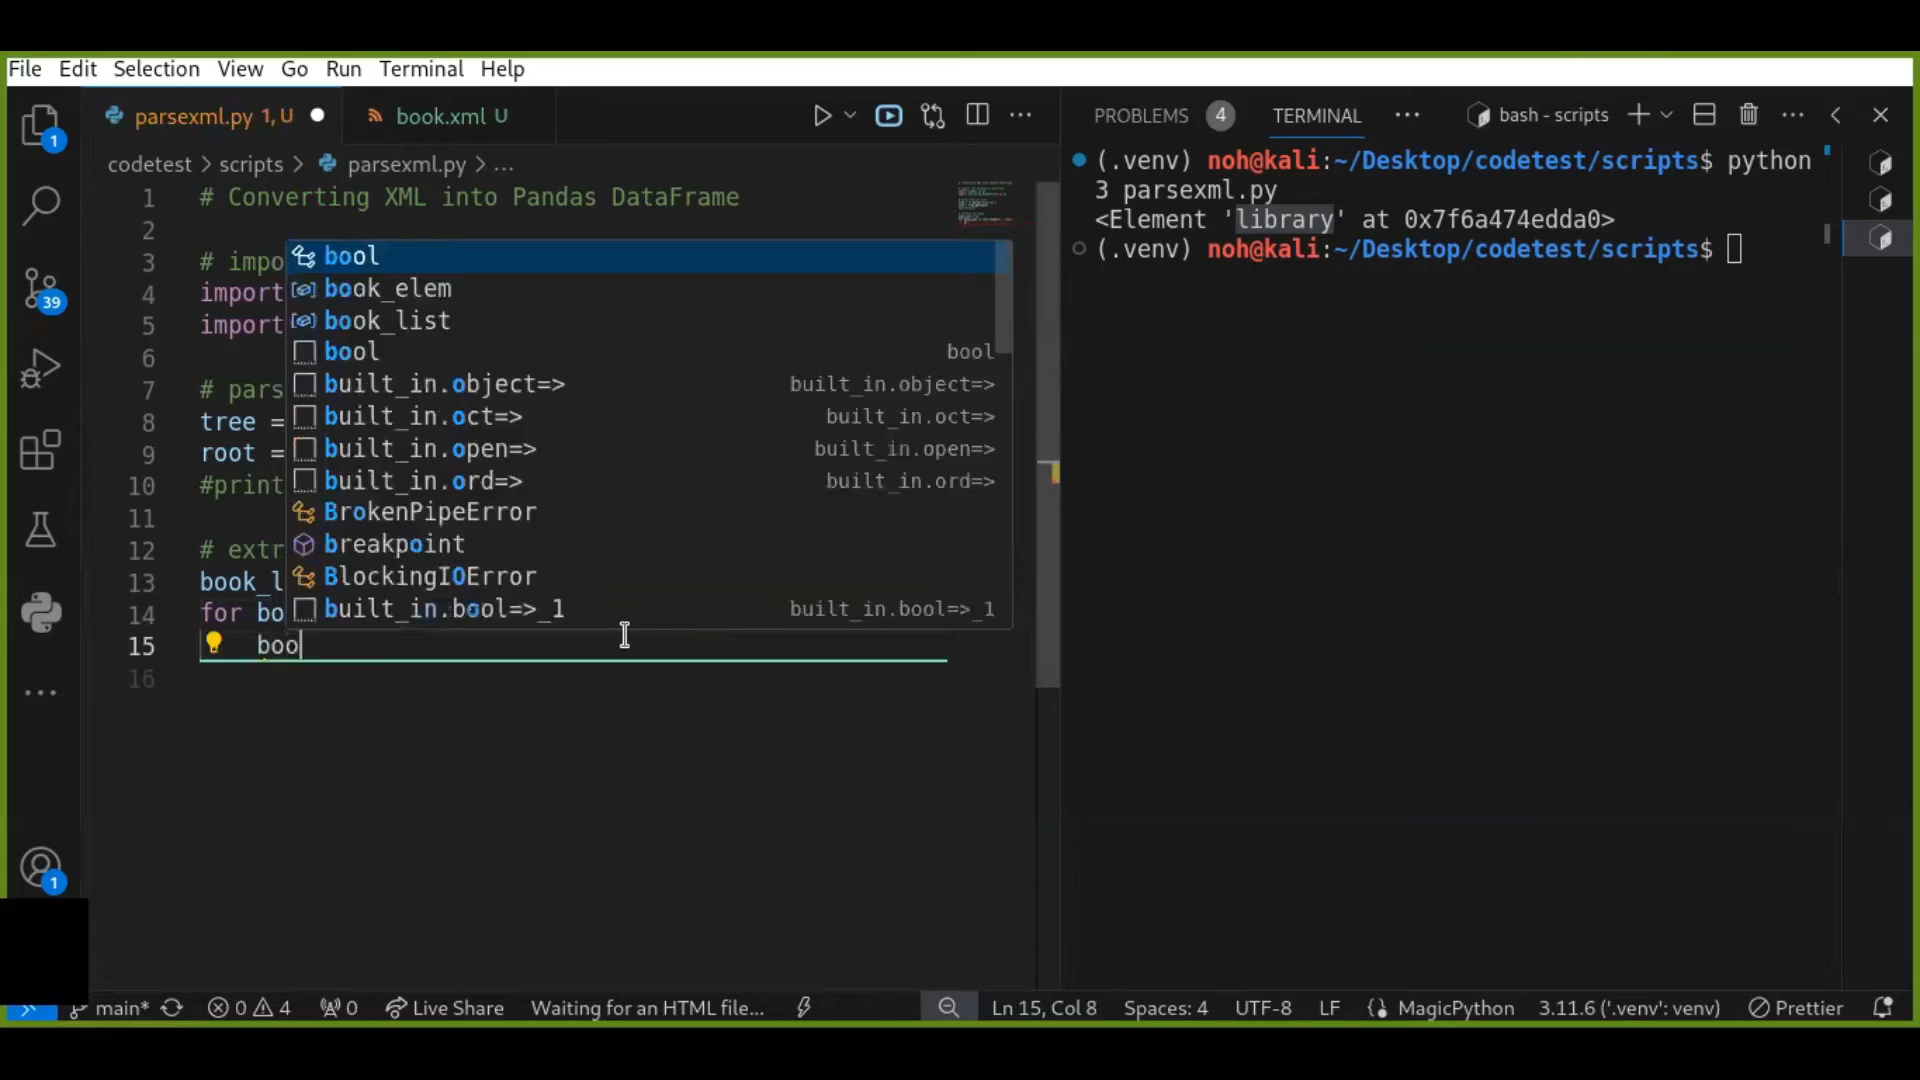 File Edit Selection View Go Run Terminal Help
parsexml.py 1, U
book.xml U
codetest > scripts > parsexml.py > ...
1 # Converting XML into Pandas DataFrame
2
3 # impo
4 import
5 import
6
7 # pars
8 tree =
9 root =
10 #print
11
12 # extr
13 book_l
14 for bo
15 boo
16
bool
book_elem
book_list
bool bool
built_in.object=> built_in.object=>
built_in.oct=> built_in.oct=>
built_in.open=> built_in.open=>
built_in.ord=> built_in.ord=>
BrokenPipeError
breakpoint
BlockingIOError
built_in.bool=>_1 built_in.bool=>_1
PROBLEMS 4 TERMINAL ... bash - scripts
(.venv) noh@kali:~/Desktop/codetest/scripts$ python
3 parsexml.py
<Element 'library' at 0x7f6a474edda0>
(.venv) noh@kali:~/Desktop/codetest/scripts$
1
39
1
main* 0 4 0 Live Share Waiting for an HTML file... Ln 15, Col 8 Spaces: 4 UTF-8 LF MagicPython 3.11.6 ('.venv': venv) Prettier